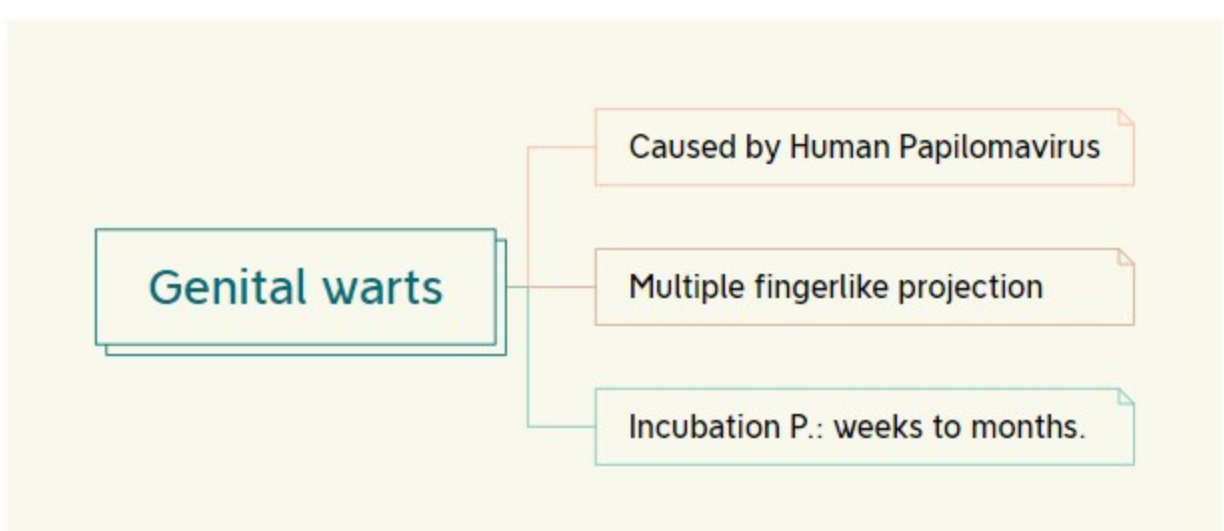 Genital warts
Caused by Human Papilomavirus
Multiple fingerlike projection
Incubation P.: weeks to months.